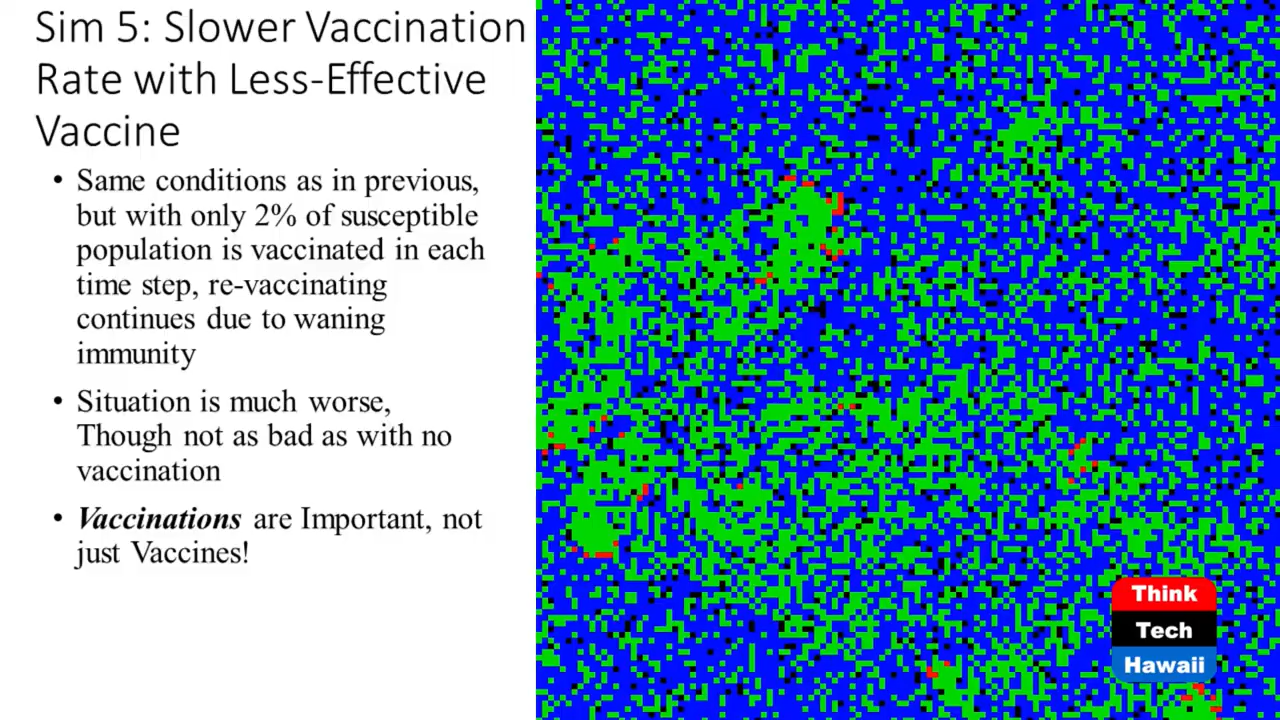 Sim 5: Slower Vaccination
Rate with Less-Effective
Vaccine
• Same conditions as in previous,
but with only 2% of susceptible
population is vaccinated in each
time step, re-vaccinating
continues due to waning
immunity
• Situation is much worse,
Though not as bad as with no
vaccination
• Vaccinations are Important, not
just Vaccines!
Think
Tech
Hawaii